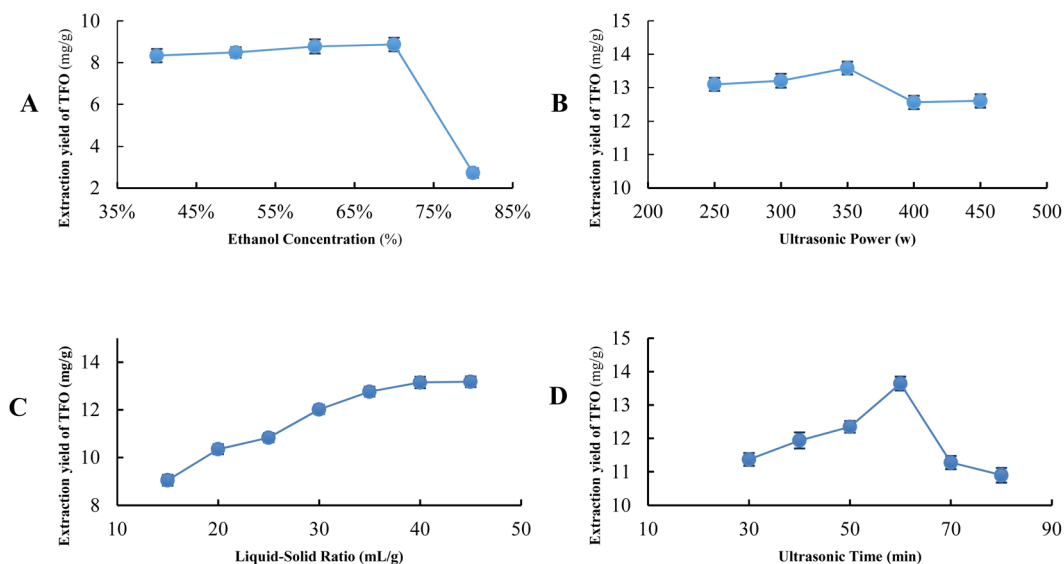 A
Extraction yield of TFO (mg/g)
10
8
6
4
2
35% 45% 55% 65% 75% 85%
Ethanol Concentration (%)
B
Extraction yield of TFO (mg/g)
15
14
13
12
11
10
200 250 300 350 400 450 500
Ultrasonic Power (w)
C
Extraction yield of TFO (mg/g)
14
12
10
8
10 20 30 40 50
Liquid-Solid Ratio (mL/g)
D
Extraction yield of TFO (mg/g)
15
14
13
12
11
10
10 30 50 70 90
Ultrasonic Time (min)